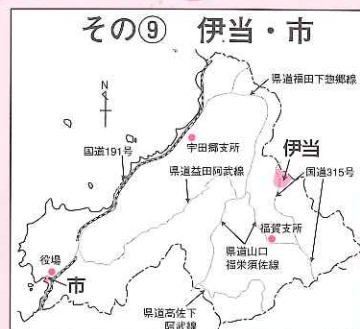 その⑨ 伊当・市
県道福田下惣郷線
N
宇田郷支所
国道191号
県道益田阿武線
伊当
国道315号
福賀支所
役場
県道山口
福栄須佐線
市
県道高佐下
阿武線